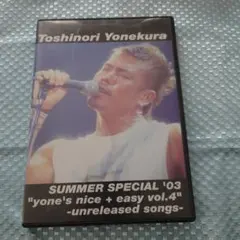 Toshinori Yonekura
SUMMER SPECIAL '03
"yone's nice + easy vol.4"
-unreleased songs-